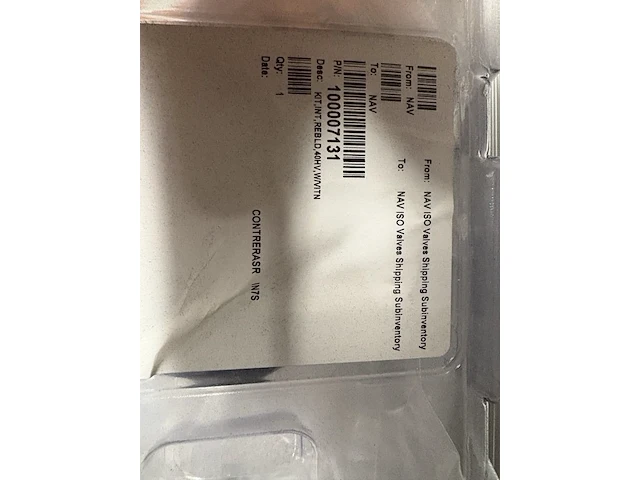 From: NAV From: NAV ISO Valves Shipping Subinventory
To: NAV To: NAV ISO Valves Shipping Subinventory
P/N: 100007131
Desc: KIT,INT,REBLD,40HV,W/VITN
Qty: 1
Date:
CONTRERASR IN7S